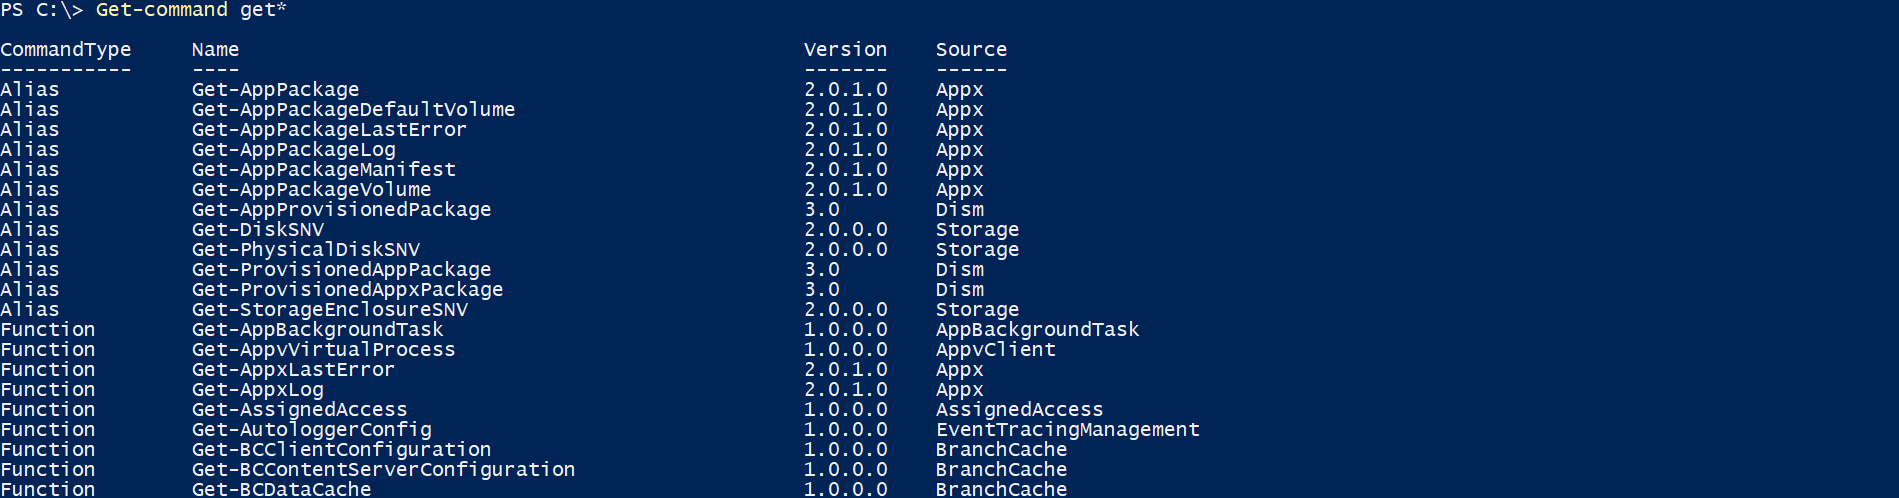 PS C:\> Get-command get*
CommandType Name Version Source
----------- ---- ------- ------
Alias Get-AppPackage 2.0.1.0 Appx
Alias Get-AppPackageDefaultVolume 2.0.1.0 Appx
Alias Get-AppPackageLastError 2.0.1.0 Appx
Alias Get-AppPackageLog 2.0.1.0 Appx
Alias Get-AppPackageManifest 2.0.1.0 Appx
Alias Get-AppPackageVolume 2.0.1.0 Appx
Alias Get-AppProvisionedPackage 3.0 Dism
Alias Get-DiskSNV 2.0.0.0 Storage
Alias Get-PhysicalDiskSNV 2.0.0.0 Storage
Alias Get-ProvisionedAppPackage 3.0 Dism
Alias Get-ProvisionedAppxPackage 3.0 Dism
Alias Get-StorageEnclosureSNV 2.0.0.0 Storage
Function Get-AppBackgroundTask 1.0.0.0 AppBackgroundTask
Function Get-AppvVirtualProcess 1.0.0.0 AppvClient
Function Get-AppxLastError 2.0.1.0 Appx
Function Get-AppxLog 2.0.1.0 Appx
Function Get-AssignedAccess 1.0.0.0 AssignedAccess
Function Get-AutologgerConfig 1.0.0.0 EventTracingManagement
Function Get-BCClientConfiguration 1.0.0.0 BranchCache
Function Get-BCContentServerConfiguration 1.0.0.0 BranchCache
Function Get-BCDataCache 1.0.0.0 BranchCache